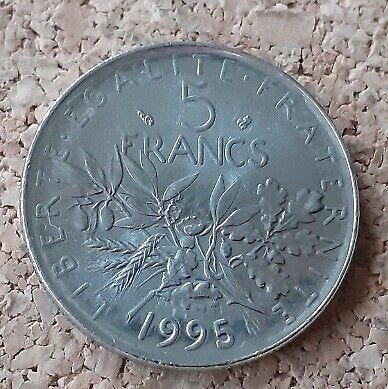 LIBERTE · EGALITE · FRATERNITE
5
FRANCS
1995